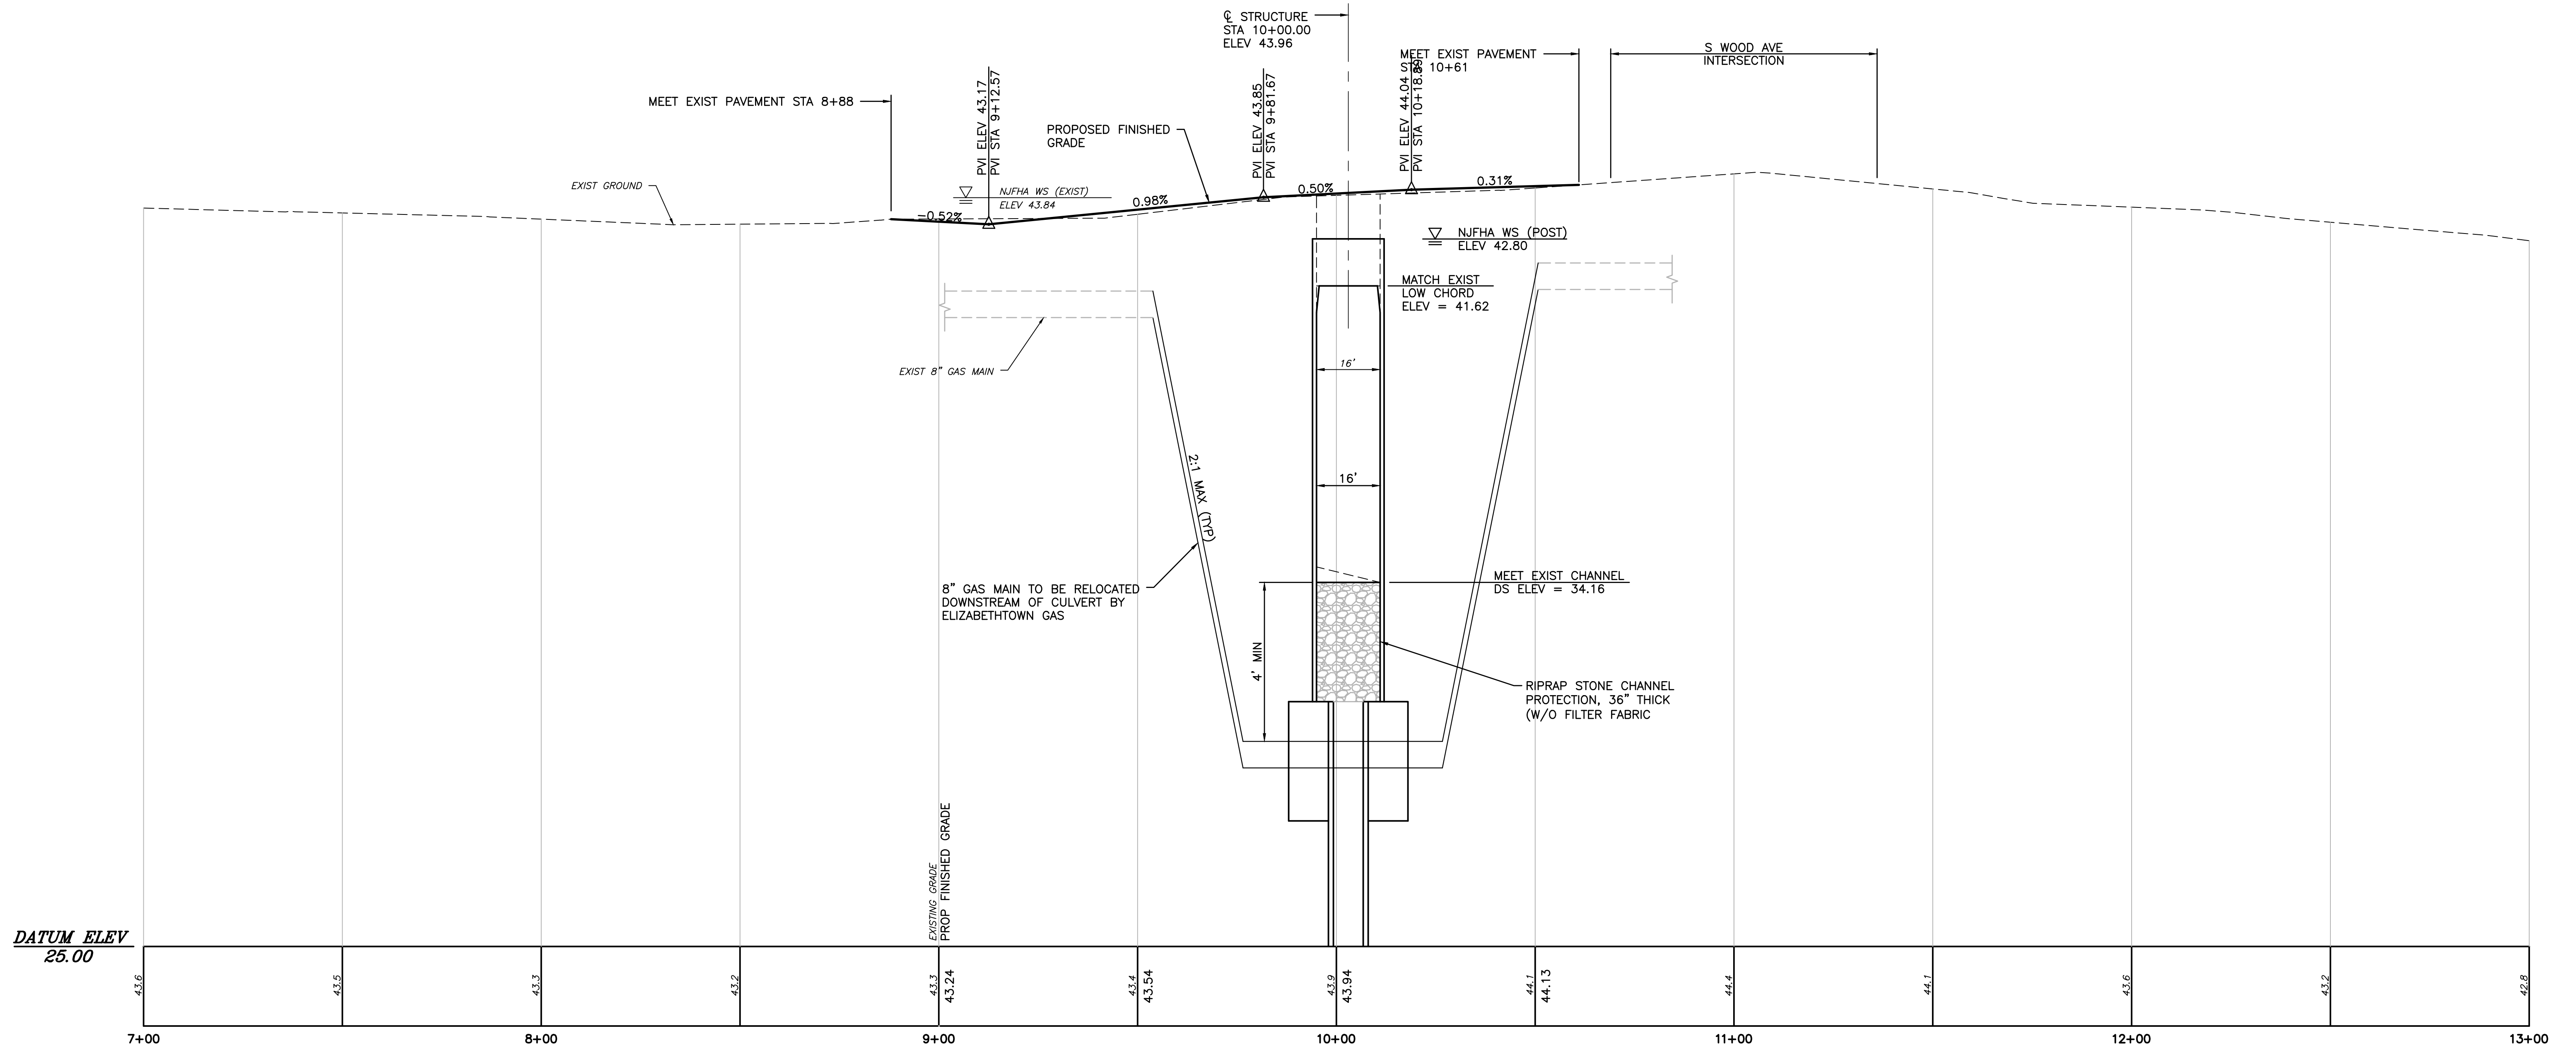 ℄ STRUCTURE
STA 10+00.00
ELEV 43.96
MEET EXIST PAVEMENT
STA 10+61
S WOOD AVE
INTERSECTION
MEET EXIST PAVEMENT STA 8+88
PVI ELEV 43.17
PVI STA 9+12.57
PROPOSED FINISHED
GRADE
PVI ELEV 43.85
PVI STA 9+81.67
PVI ELEV 44.04
PVI STA 10+18.89
EXIST GROUND
NJFHA WS (EXIST)
ELEV 43.84
-0.52%
0.98%
0.50%
0.31%
NJFHA WS (POST)
ELEV 42.80
MATCH EXIST
LOW CHORD
ELEV = 41.62
EXIST 8" GAS MAIN
16'
16'
2:1 MAX (TYP)
8" GAS MAIN TO BE RELOCATED
DOWNSTREAM OF CULVERT BY
ELIZABETHTOWN GAS
MEET EXIST CHANNEL
DS ELEV = 34.16
4' MIN
RIPRAP STONE CHANNEL
PROTECTION, 36" THICK
(W/O FILTER FABRIC
EXISTING GRADE
PROP FINISHED GRADE
DATUM ELEV
25.00
43.6
43.5
43.3
43.2
43.3
43.24
43.4
43.54
43.9
43.94
44.1
44.13
44.4
44.1
43.6
43.2
42.8
7+00
8+00
9+00
10+00
11+00
12+00
13+00